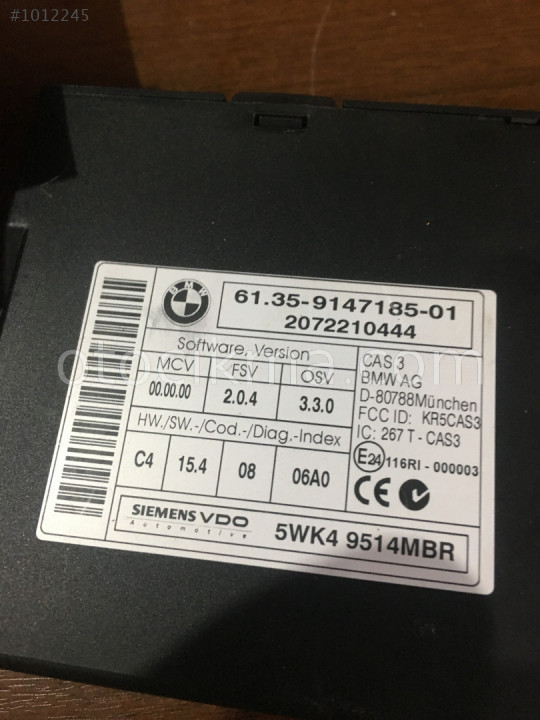 #1012245
BMW
61.35-9147185-01
2072210444
Software, Version
MCV FSV OSV
00.00.00 2.0.4 3.3.0
HW./SW.-/Cod.-/Diag.-Index
C4 15.4 08 06A0
CAS 3
BMW AG
D-80788München
FCC ID: KR5CAS3
IC: 267 T - CAS3
E24 116RI - 000003
CE
SIEMENS VDO
Automotive
5WK4 9514MBR